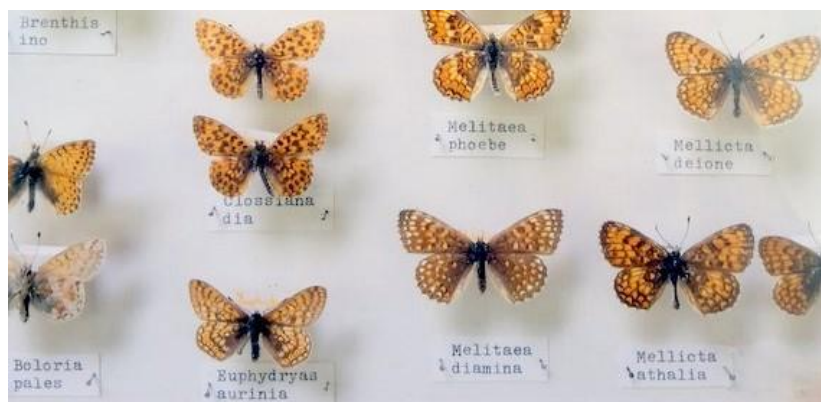 Brenthis
ino
Melitaea
phoebe
Mellicta
deione
Clossiana
dia
Boloria
pales
Euphydryas
aurinia
Melitaea
diamina
Mellicta
athalia